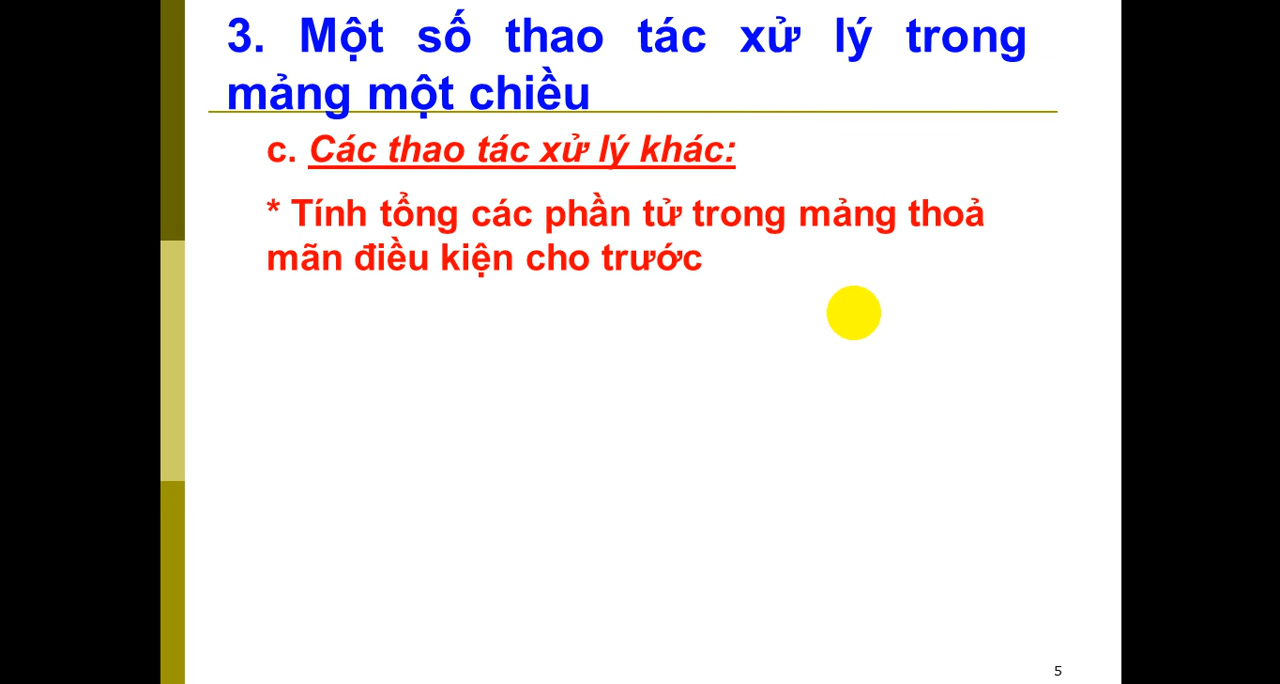 3. Một số thao tác xử lý trong
mảng một chiều
c. Các thao tác xử lý khác:
* Tính tổng các phần tử trong mảng thoả
mãn điều kiện cho trước
5